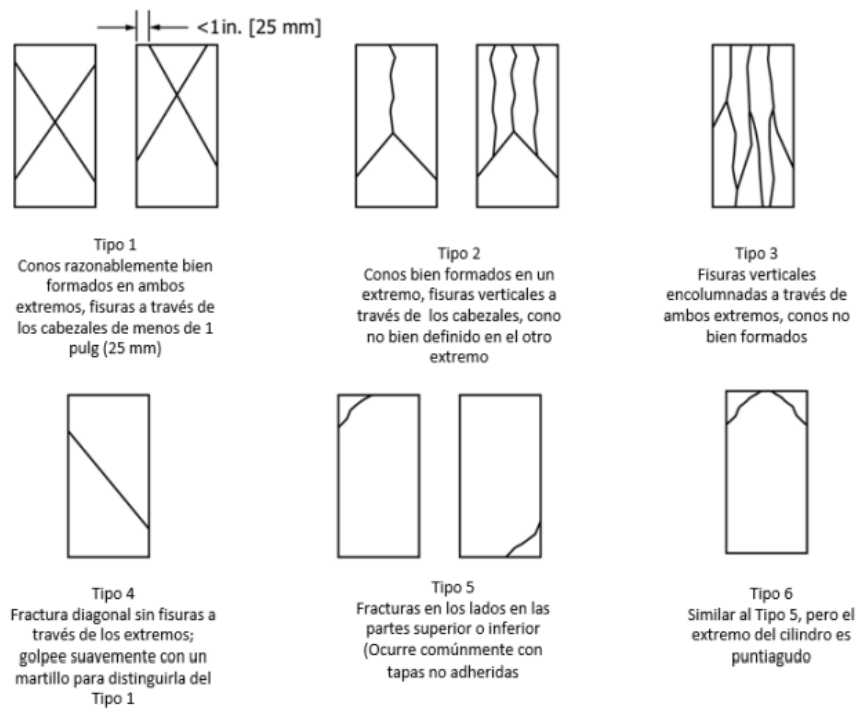 <1in. [25 mm]
Tipo 1
Conos razonablemente bien
formados en ambos
extremos, fisuras a través de
los cabezales de menos de 1
pulg (25 mm)
Tipo 2
Conos bien formados en un
extremo, fisuras verticales a
través de los cabezales, cono
no bien definido en el otro
extremo
Tipo 3
Fisuras verticales
encolumnadas a través de
ambos extremos, conos no
bien formados
Tipo 4
Fractura diagonal sin fisuras a
través de los extremos;
golpee suavemente con un
martillo para distinguirla del
Tipo 1
Tipo 5
Fracturas en los lados en las
partes superior o inferior
(Ocurre comúnmente con
tapas no adheridas
Tipo 6
Similar al Tipo 5, pero el
extremo del cilindro es
puntiagudo